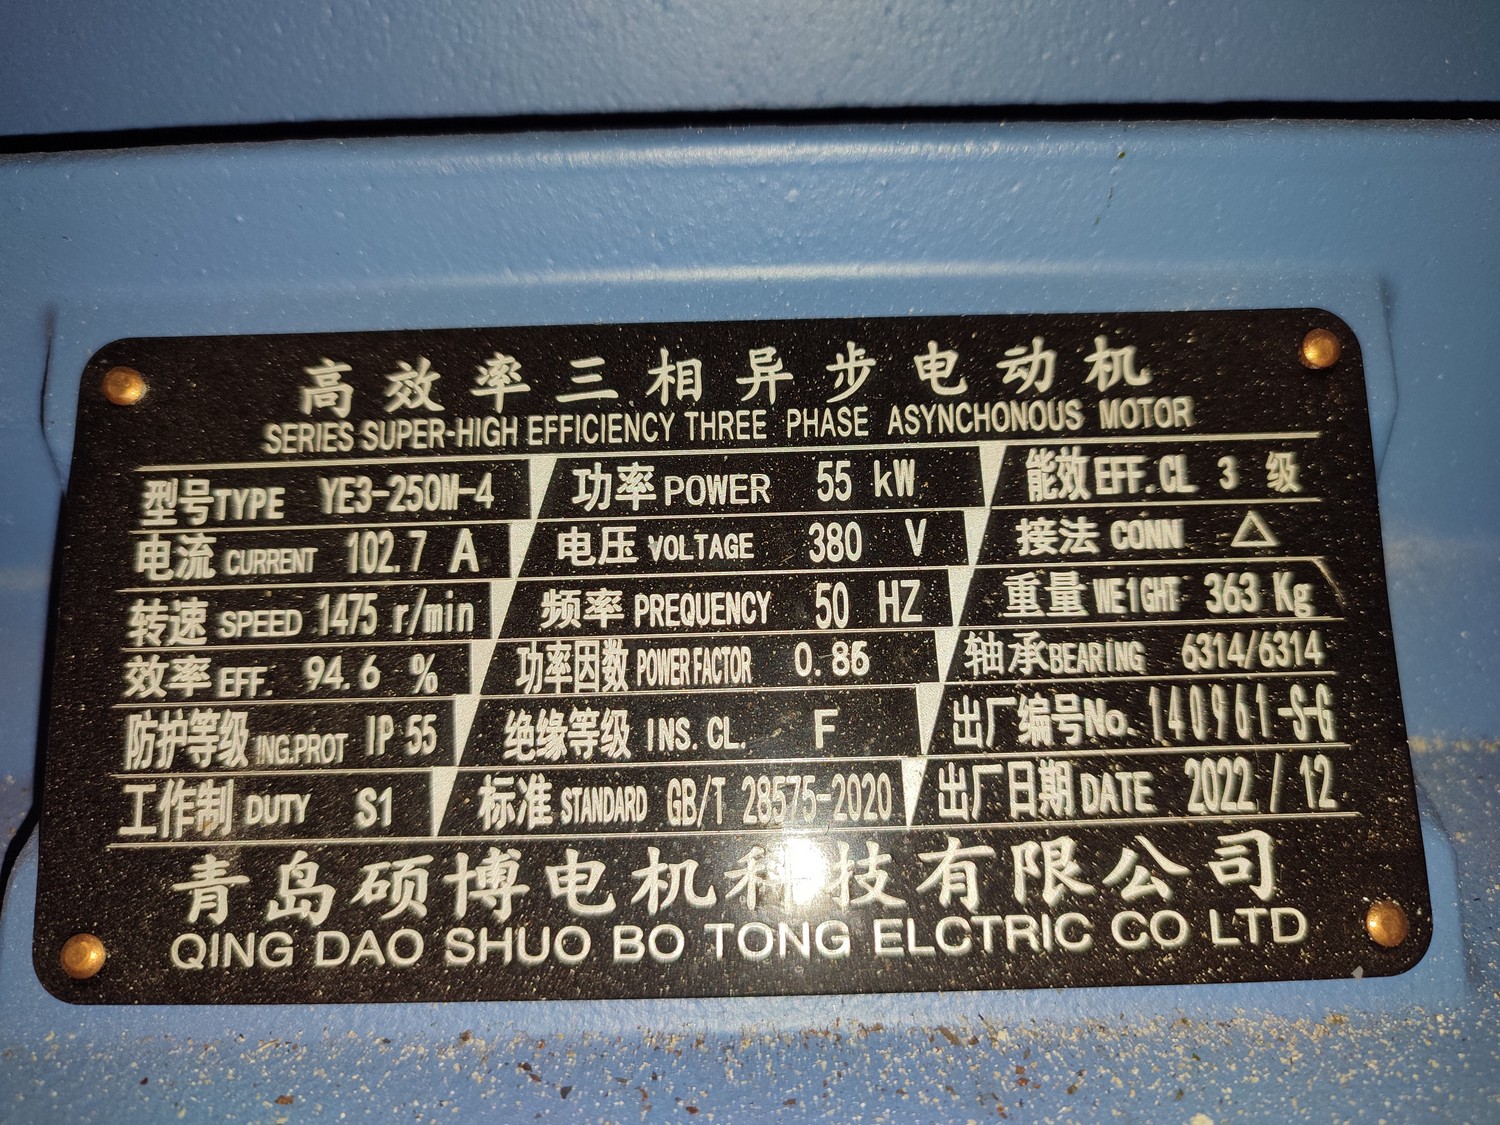 高效率三相异步电动机
SERIES SUPER-HIGH EFFICIENCY THREE PHASE ASYNCHONOUS MOTOR
型号TYPE YE3-250M-4 功率POWER 55 kW 能效EFF.CL 3 级
电流CURRENT 102.7 A 电压VOLTAGE 380 V 接法CONN △
转速SPEED 1475 r/min 频率PREQUENCY 50 HZ 重量WE1GHT 363 Kg
效率EFF. 94.6 % 功率因数POWER FACTOR 0.86 轴承BEARING 6314/6314
防护等级ING.PROT IP 55 绝缘等级INS.CL. F 出厂编号No. 140961-S-G
工作制DUTY S1 标准STANDARD GB/T 28575-2020 出厂日期DATE 2022 / 12
青岛硕博电机科技有限公司
QING DAO SHUO BO TONG ELCTRIC CO LTD